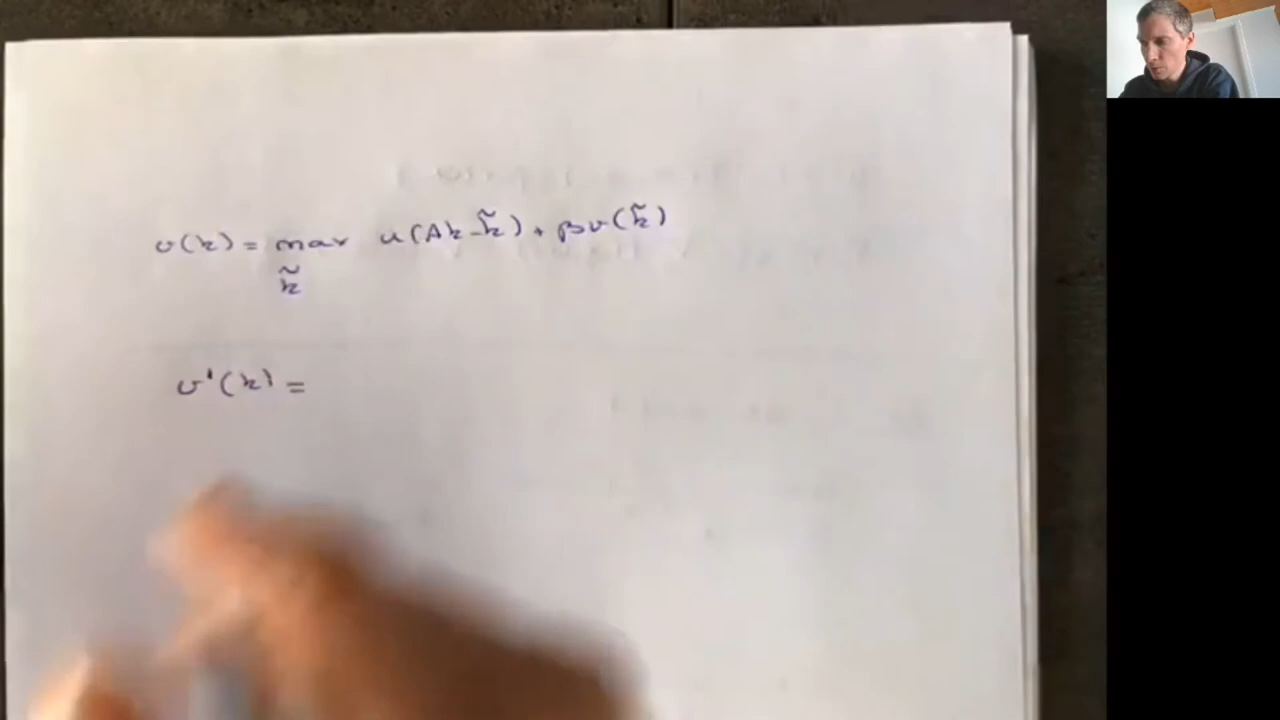 v(k) = max u(Ak - k̃) + βv(k̃)
k̃
v'(k) =